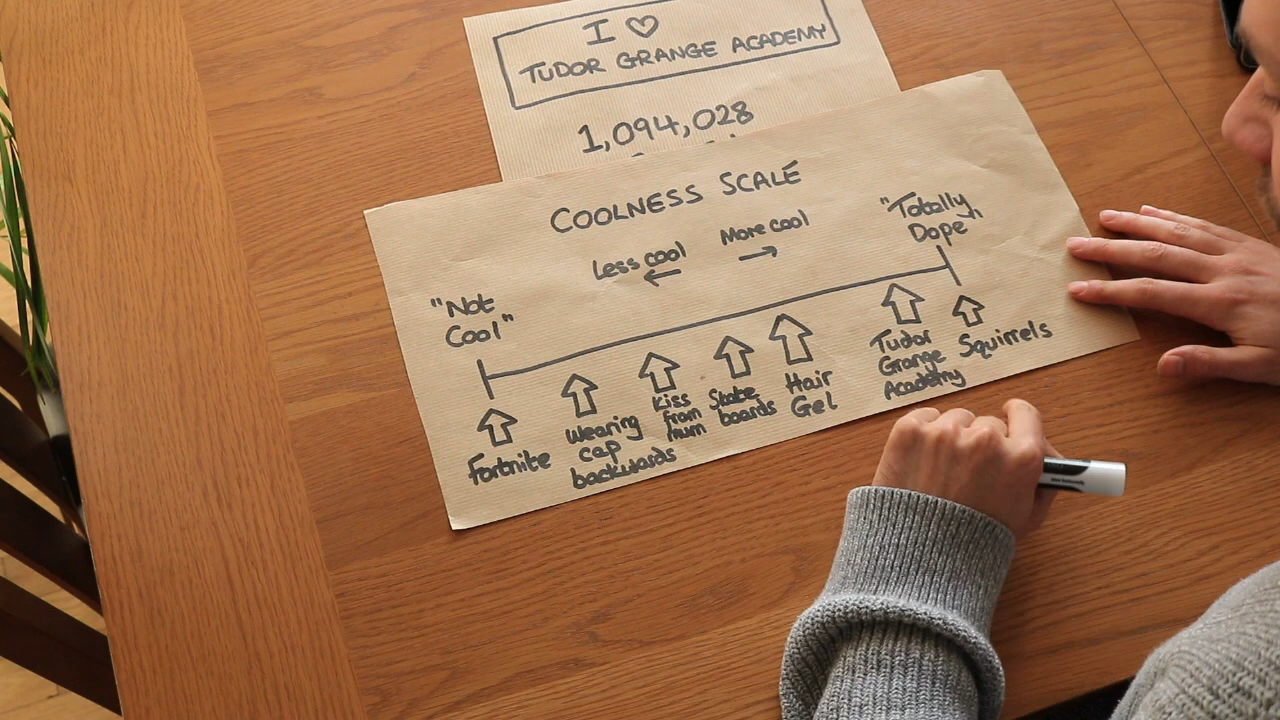 I ♡
TUDOR GRANGE ACADEMY
1,094,028
COOLNESS SCALE
Less cool
←
More cool
→
"Not
Cool"
"Totally
Dope"
Fortnite
Wearing
cap
backwards
Kiss
from
mum
Skate
boards
Hair
Gel
Tudor
Grange
Academy
Squirrels